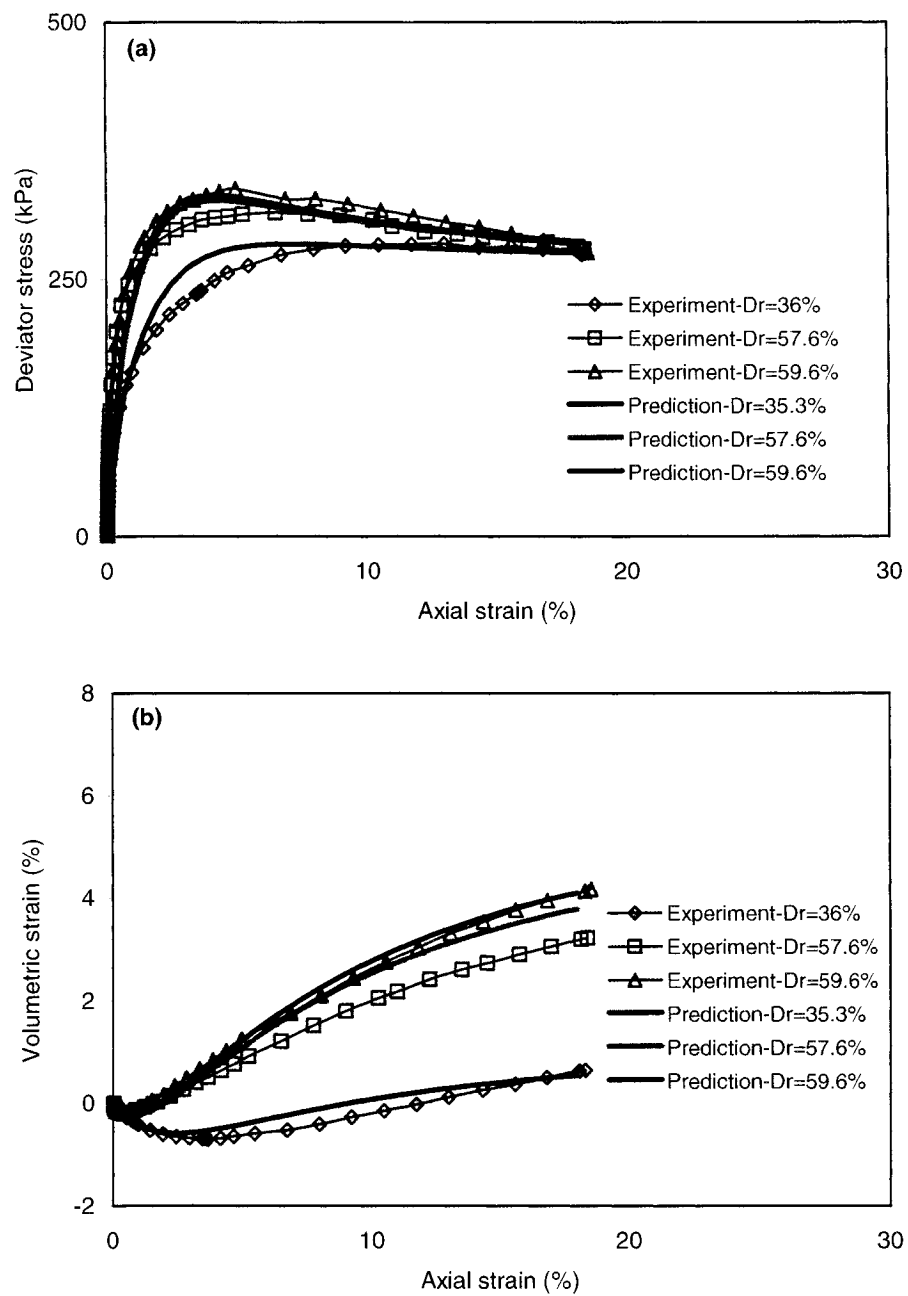 500
(a)
Deviator stress (kPa)
250
Experiment-Dr=36%
Experiment-Dr=57.6%
Experiment-Dr=59.6%
Prediction-Dr=35.3%
Prediction-Dr=57.6%
Prediction-Dr=59.6%
0
0 10 20 30
Axial strain (%)
8
(b)
6
Volumetric strain (%)
4
Experiment-Dr=36%
Experiment-Dr=57.6%
Experiment-Dr=59.6%
Prediction-Dr=35.3%
Prediction-Dr=57.6%
Prediction-Dr=59.6%
2
0
-2
0 10 20 30
Axial strain (%)